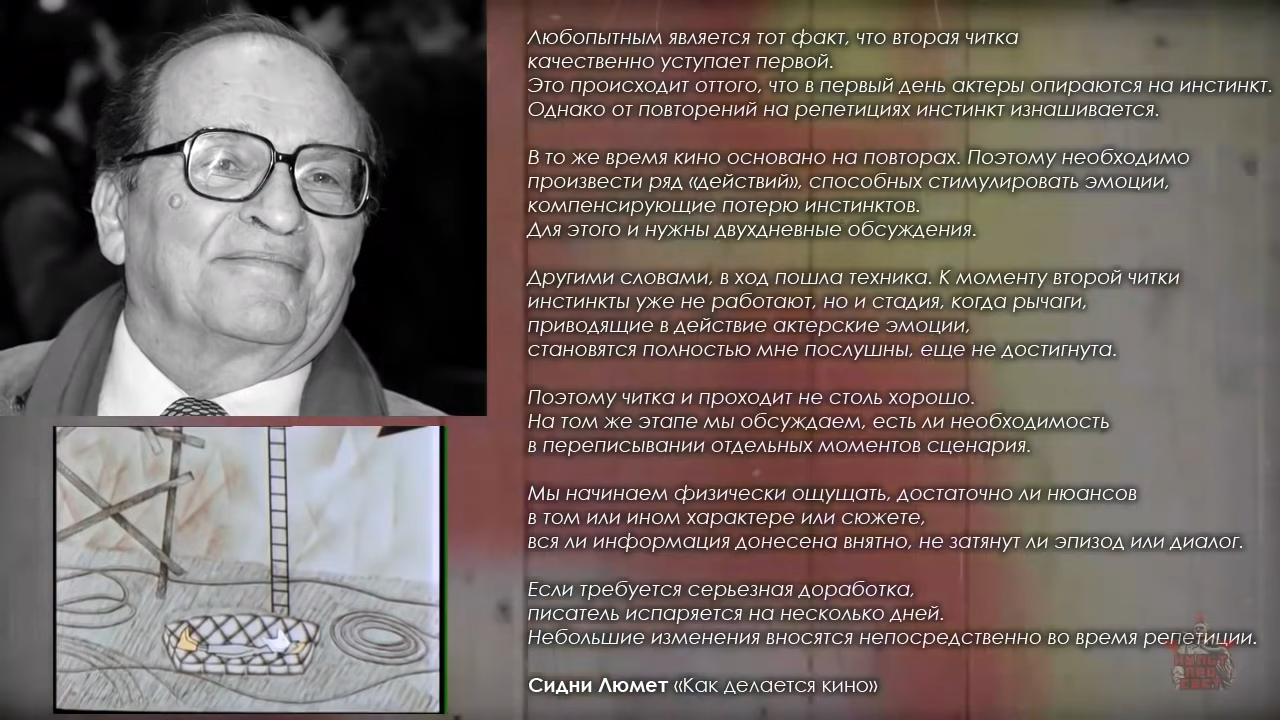 Любопытным является тот факт, что вторая читка
качественно уступает первой.
Это происходит оттого, что в первый день актеры опираются на инстинкт.
Однако от повторений на репетициях инстинкт изнашивается.
В то же время кино основано на повторах. Поэтому необходимо
произвести ряд «действий», способных стимулировать эмоции,
компенсирующие потерю инстинктов.
Для этого и нужны двухдневные обсуждения.
Другими словами, в ход пошла техника. К моменту второй читки
инстинкты уже не работают, но и стадия, когда рычаги,
приводящие в действие актерские эмоции,
становятся полностью мне послушны, еще не достигнута.
Поэтому читка и проходит не столь хорошо.
На том же этапе мы обсуждаем, есть ли необходимость
в переписывании отдельных моментов сценария.
Мы начинаем физически ощущать, достаточно ли нюансов
в том или ином характере или сюжете,
вся ли информация донесена внятно, не затянут ли эпизод или диалог.
Если требуется серьезная доработка,
писатель испаряется на несколько дней.
Небольшие изменения вносятся непосредственно во время репетиции.
Сидни Люмет «Как делается кино»